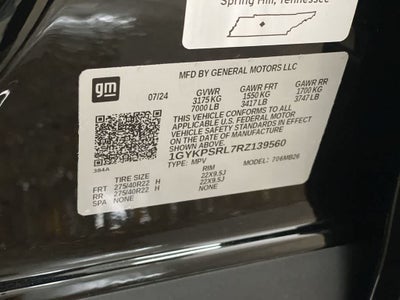 Spring Hill, Tennessee
gm
MFD BY GENERAL MOTORS LLC
07/24 GVWR GAWR FRT GAWR RR
3175 KG 1550 KG 1700 KG
7000 LB 3417 LB 3747 LB
THIS VEHICLE CONFORMS TO ALL
APPLICABLE U.S. FEDERAL MOTOR
VEHICLE SAFETY STANDARDS IN EFFECT
ON THE DATE OF MANUFACTURE
1GYKPSRL7RZ139560
TYPE: MPV MODEL: 706MB26
384A
TIRE SIZE RIM
FRT 275/40R22 H 22X9.5J
RR 275/40R22 H 22X9.5J
SPA NONE NONE